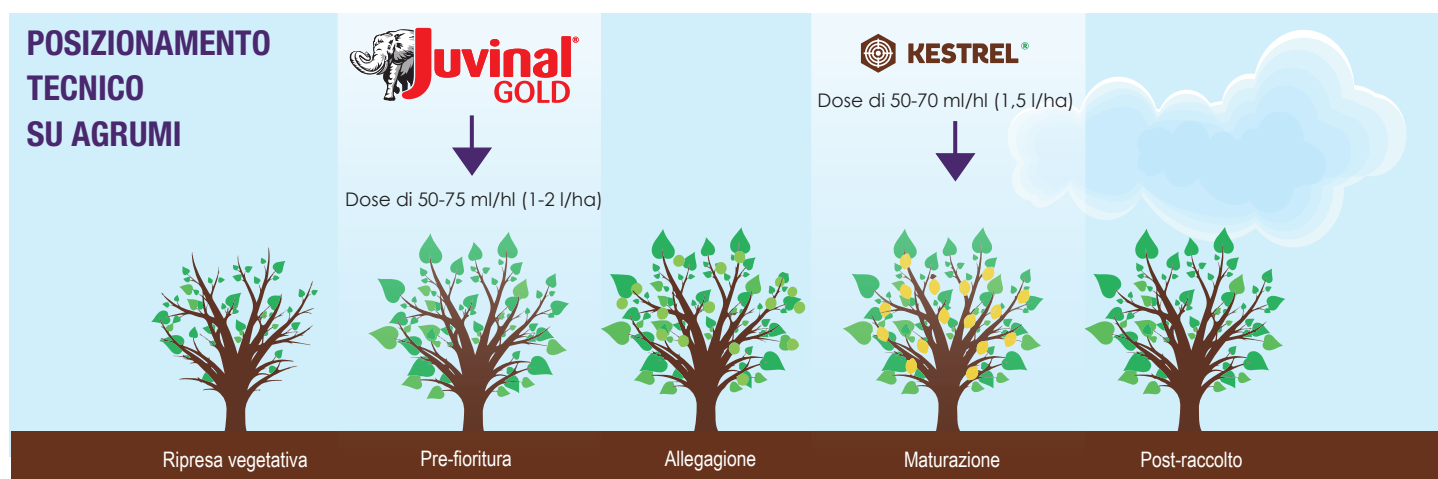 POSIZIONAMENTO
TECNICO
SU AGRUMI
Juvinal®
GOLD
Dose di 50-75 ml/hl (1-2 l/ha)
KESTREL®
Dose di 50-70 ml/hl (1,5 l/ha)
Ripresa vegetativa
Pre-fioritura
Allegagione
Maturazione
Post-raccolto